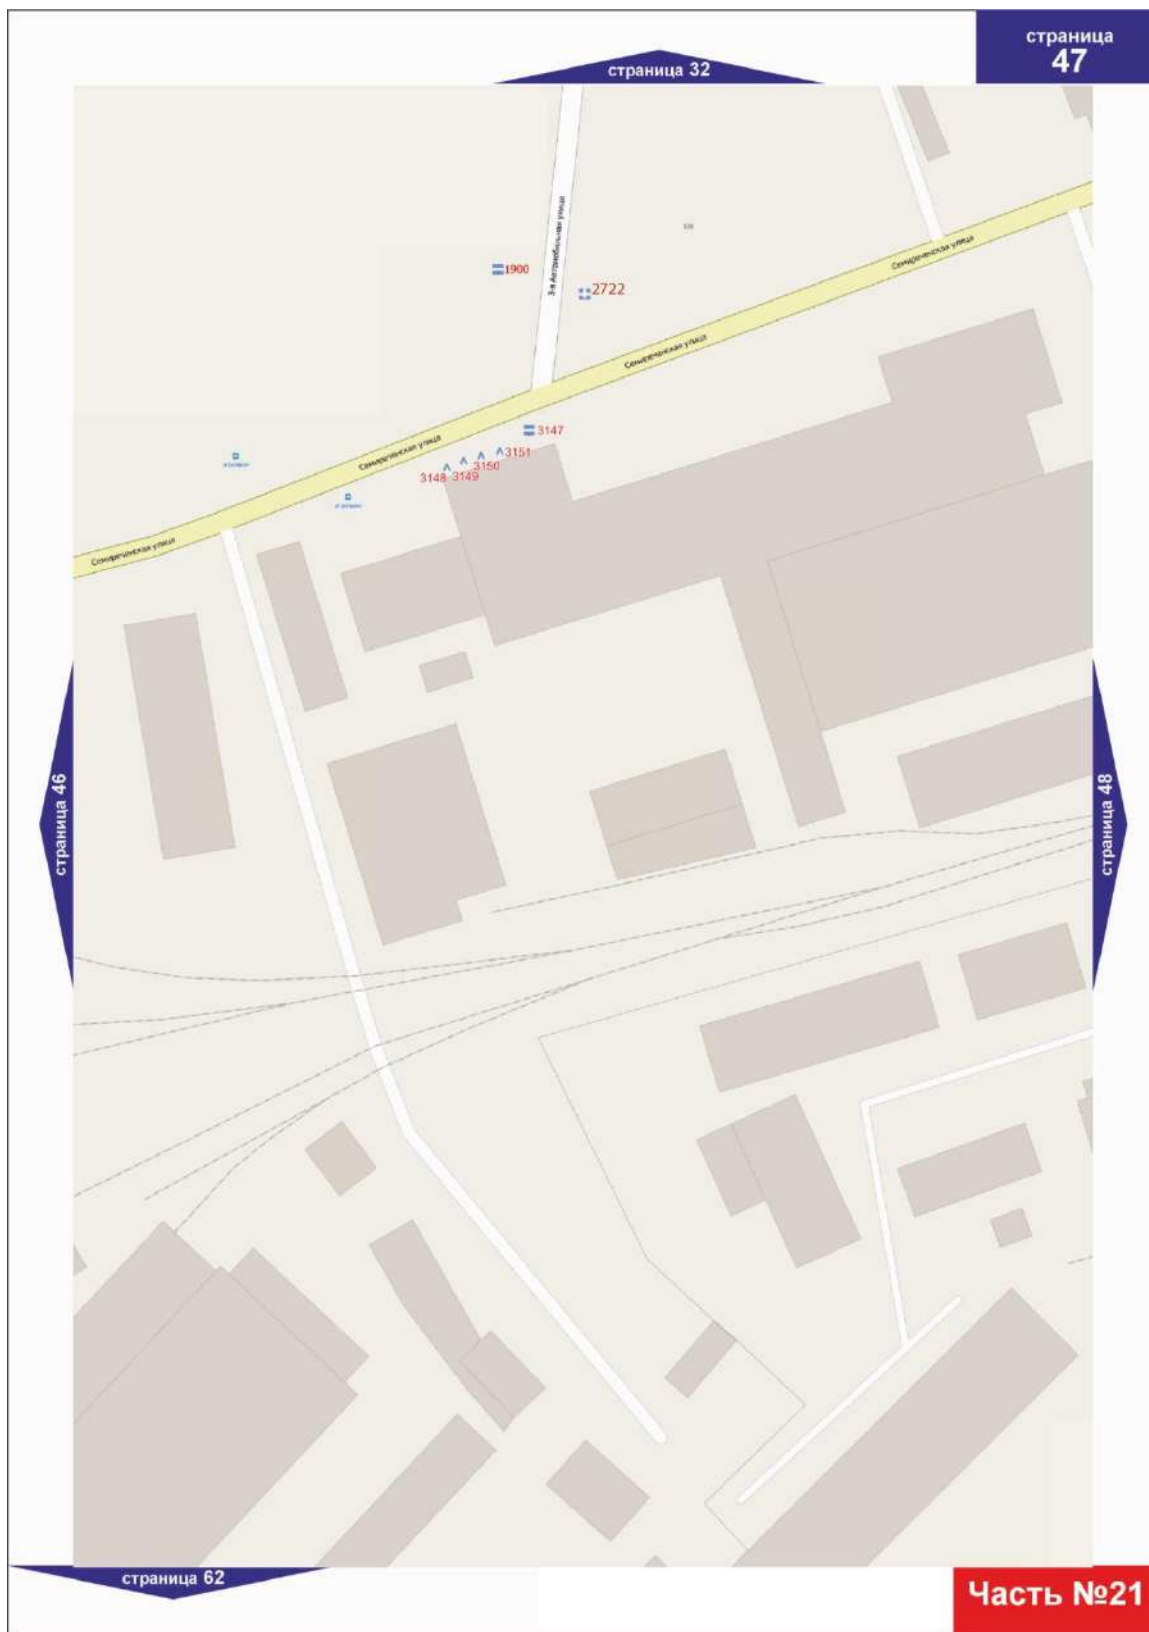 страница
47
страница 32
3-я Автомобильная улица
1900
2722
Семиреченская улица
Семиреченская улица
3147
Семиреченская улица
3151
3150
3149
3148
Семиреченская улица
страница 46
страница 48
страница 62
Часть №21